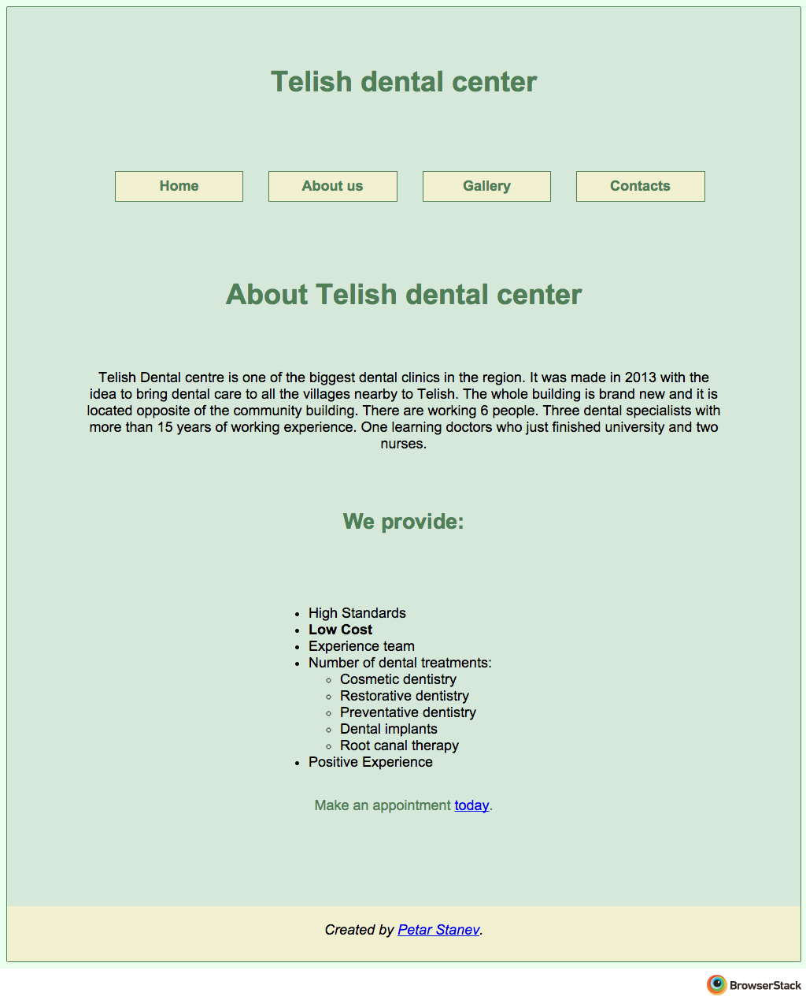 Telish dental center
Home
About us
Gallery
Contacts
About Telish dental center
Telish Dental centre is one of the biggest dental clinics in the region. It was made in 2013 with the
idea to bring dental care to all the villages nearby to Telish. The whole building is brand new and it is
located opposite of the community building. There are working 6 people. Three dental specialists with
more than 15 years of working experience. One learning doctors who just finished university and two
nurses.
We provide:
High Standards
Low Cost
Experience team
Number of dental treatments:
Cosmetic dentistry
Restorative dentistry
Preventative dentistry
Dental implants
Root canal therapy
Positive Experience
Make an appointment today.
Created by Petar Stanev.
BrowserStack